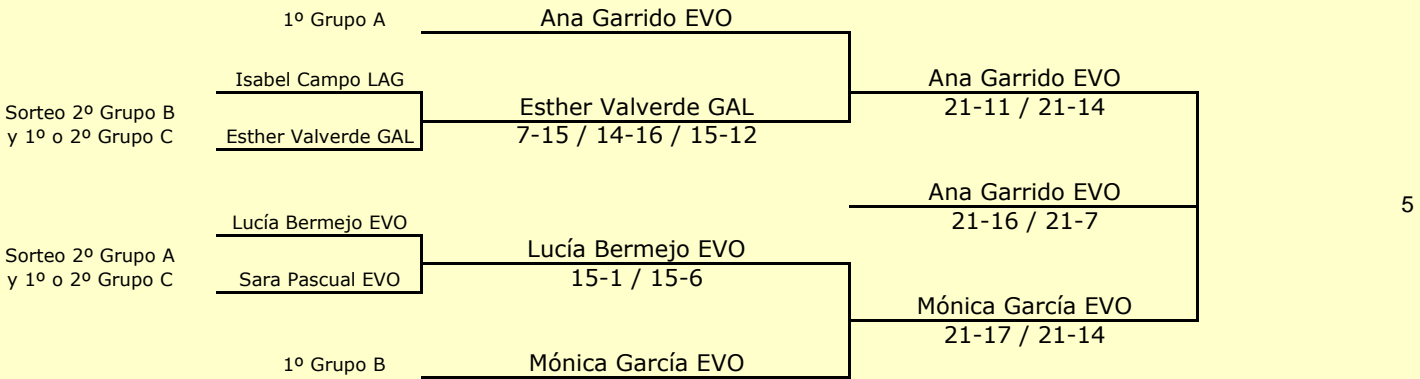 1º Grupo A
Ana Garrido EVO
Isabel Campo LAG
Ana Garrido EVO
21-11 / 21-14
Sorteo 2º Grupo B
y 1º o 2º Grupo C
Esther Valverde GAL
7-15 / 14-16 / 15-12
Esther Valverde GAL
Ana Garrido EVO
21-16 / 21-7
5
Lucía Bermejo EVO
Sorteo 2º Grupo A
y 1º o 2º Grupo C
Lucía Bermejo EVO
15-1 / 15-6
Sara Pascual EVO
Mónica García EVO
21-17 / 21-14
1º Grupo B
Mónica García EVO